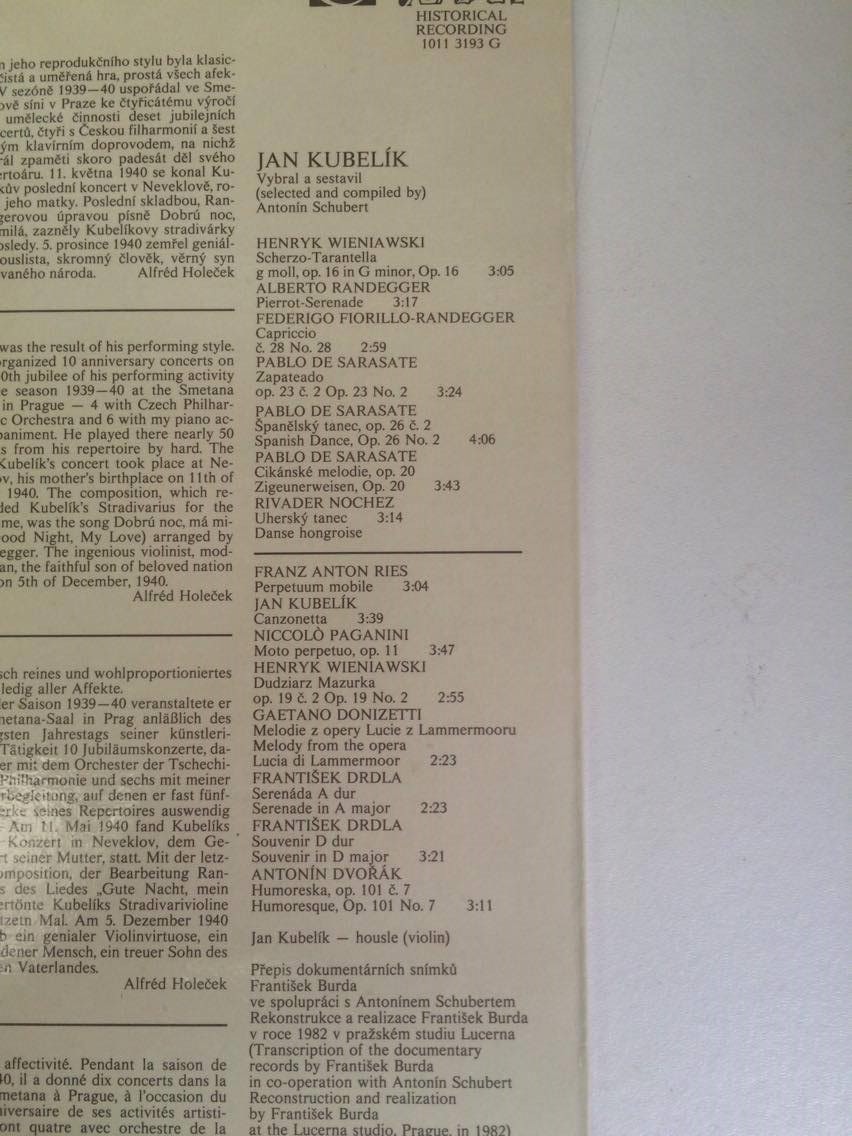 HISTORICAL
RECORDING
1011 3193 G
jeho reprodukčního stylu byla klasic-
čistá a uměřená hra, prostá všech afek-
V sezóně 1939—40 uspořádal ve Sme-
ově síni v Praze ke čtyřicátému výročí
umělecké činnosti deset jubilejních
certů, čtyři s Českou filharmonií a šest
ým klavírním doprovodem, na nichž
rál zpaměti skoro padesát děl svého
ertoáru. 11. května 1940 se konal Ku-
kův poslední koncert v Neveklově, ro-
jeho matky. Poslední skladbou, Ran-
gerovou úpravou písně Dobrú noc,
milá, zazněly Kubelíkovy stradivárky
osledy. 5. prosince 1940 zemřel geniál-
ouslista, skromný člověk, věrný syn
vaného národa. Alfréd Holeček
was the result of his performing style.
organized 10 anniversary concerts on
0th jubilee of his performing activity
e season 1939—40 at the Smetana
in Prague — 4 with Czech Philhar-
c Orchestra and 6 with my piano ac-
paniment. He played there nearly 50
s from his repertoire by hard. The
Kubelík's concert took place at Ne-
ov, his mother's birthplace on 11th of
1940. The composition, which re-
ded Kubelík's Stradivarius for the
me, was the song Dobrú noc, má mi-
ood Night, My Love) arranged by
egger. The ingenious violinist, mod-
an, the faithful son of beloved nation
on 5th of December, 1940.
Alfréd Holeček
sch reines und wohlproportioniertes
ledig aller Affekte.
er Saison 1939—40 veranstaltete er
metana-Saal in Prag anläßlich des
gsten Jahrestags seiner künstleri-
Tätigkeit 10 Jubiläumskonzerte, da-
er mit dem Orchester der Tschechi-
Philharmonie und sechs mit meiner
rbegleitung, auf denen er fast fünf-
erke seines Repertoires auswendig
Am 11. Mai 1940 fand Kubelíks
Konzert in Neveklov, dem Ge-
rt seiner Mutter, statt. Mit der letz-
omposition, der Bearbeitung Ran-
s des Liedes „Gute Nacht, mein
ertönte Kubelíks Stradivarivioline
tzetn Mal. Am 5. Dezember 1940
b ein genialer Violinvirtuose, ein
dener Mensch, ein treuer Sohn des
en Vaterlandes.
Alfréd Holeček
affectivité. Pendant la saison de
40, il a donné dix concerts dans la
metana à Prague, à l'occasion du
niversaire de ses activités artisti-
ont quatre avec orchestre de la
JAN KUBELÍK
Vybral a sestavil
(selected and compiled by)
Antonín Schubert
HENRYK WIENIAWSKI
Scherzo-Tarantella
g moll, op. 16 in G minor, Op. 16 3:05
ALBERTO RANDEGGER
Pierrot-Serenade 3:17
FEDERIGO FIORILLO-RANDEGGER
Capriccio
č. 28 No. 28 2:59
PABLO DE SARASATE
Zapateado
op. 23 č. 2 Op. 23 No. 2 3:24
PABLO DE SARASATE
Španělský tanec, op. 26 č. 2
Spanish Dance, Op. 26 No. 2 4:06
PABLO DE SARASATE
Cikánské melodie, op. 20
Zigeunerweisen, Op. 20 3:43
RIVADER NOCHEZ
Uherský tanec 3:14
Danse hongroise
FRANZ ANTON RIES
Perpetuum mobile 3:04
JAN KUBELÍK
Canzonetta 3:39
NICCOLÒ PAGANINI
Moto perpetuo, op. 11 3:47
HENRYK WIENIAWSKI
Dudziarz Mazurka
op. 19 č. 2 Op. 19 No. 2 2:55
GAETANO DONIZETTI
Melodie z opery Lucie z Lammermooru
Melody from the opera
Lucia di Lammermoor 2:23
FRANTIŠEK DRDLA
Serenáda A dur
Serenade in A major 2:23
FRANTIŠEK DRDLA
Souvenir D dur
Souvenir in D major 3:21
ANTONÍN DVOŘÁK
Humoreska, op. 101 č. 7
Humoresque, Op. 101 No. 7 3:11
Jan Kubelík — housle (violin)
Přepis dokumentárních snímků
František Burda
ve spolupráci s Antonínem Schubertem
Rekonstrukce a realizace František Burda
v roce 1982 v pražském studiu Lucerna
(Transcription of the documentary
records by František Burda
in co-operation with Antonín Schubert
Reconstruction and realization
by František Burda
at the Lucerna studio, Prague, in 1982)